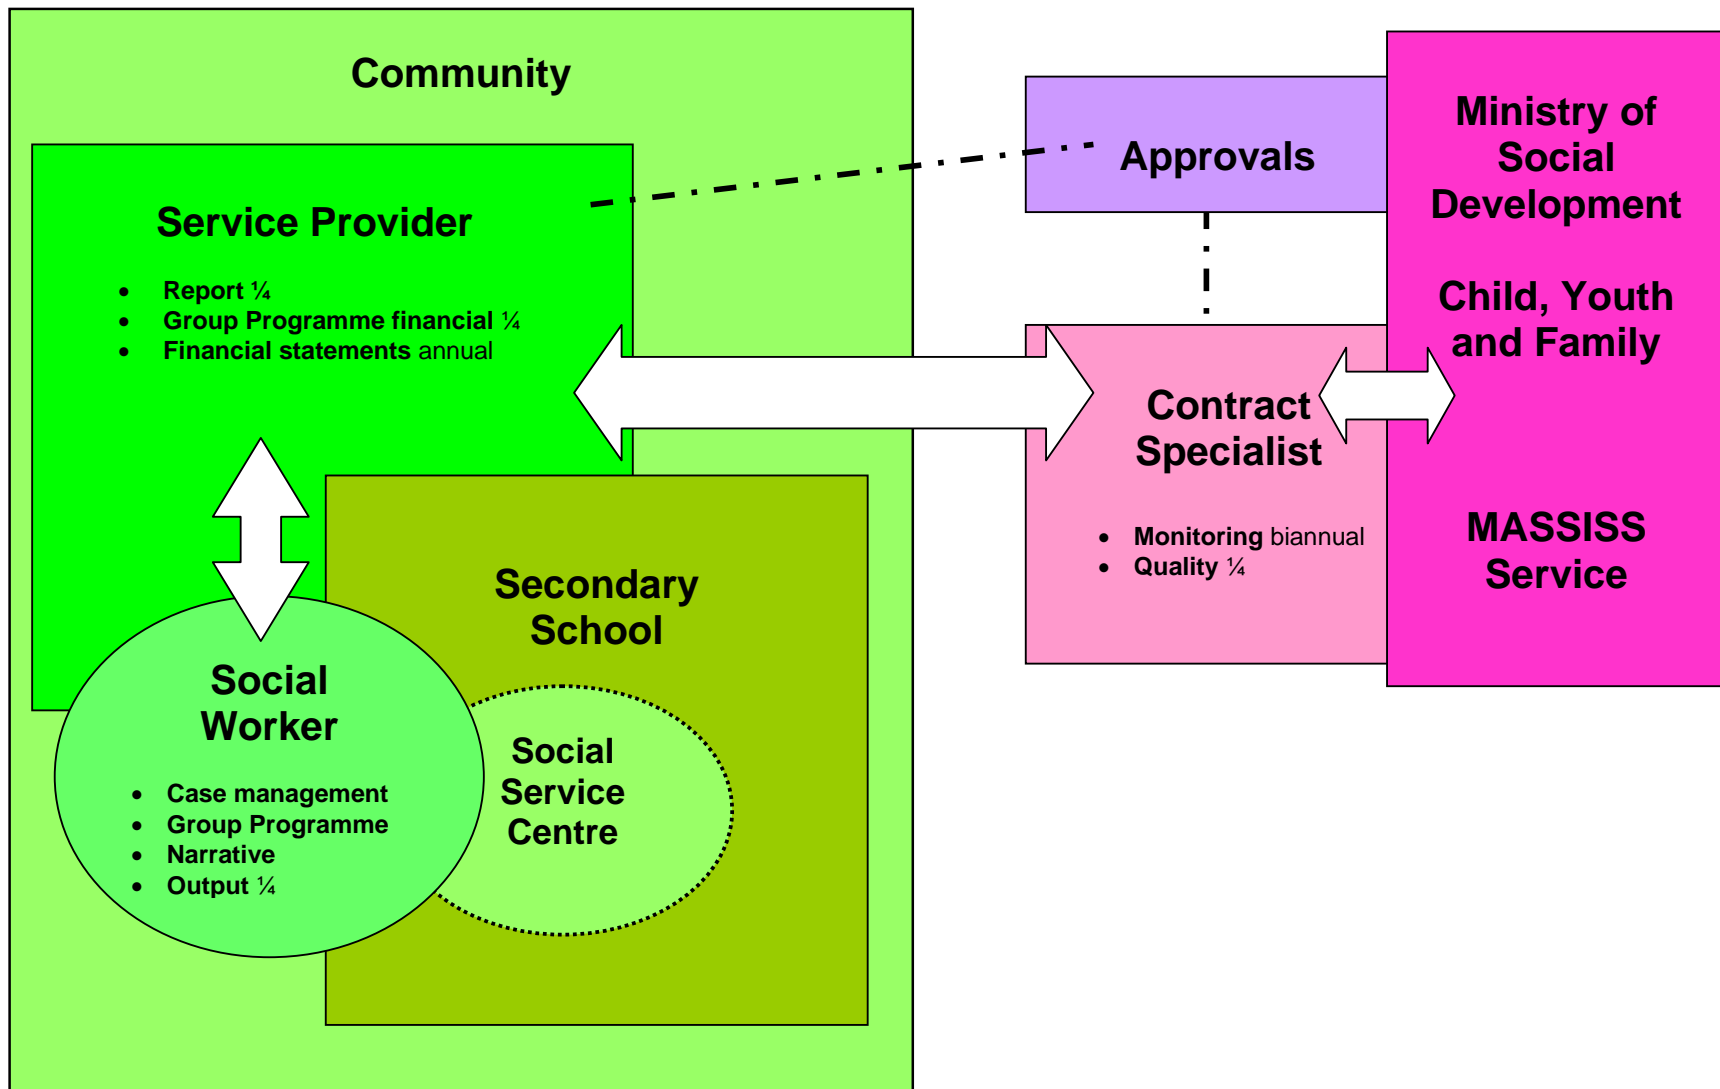 Community
Service Provider
• Report ¼
• Group Programme financial ¼
• Financial statements annual
Secondary
School
Social
Worker
• Case management
• Group Programme
• Narrative
• Output ¼
Social
Service
Centre
Approvals
Contract
Specialist
• Monitoring biannual
• Quality ¼
Ministry of
Social
Development
Child, Youth
and Family
MASSISS
Service